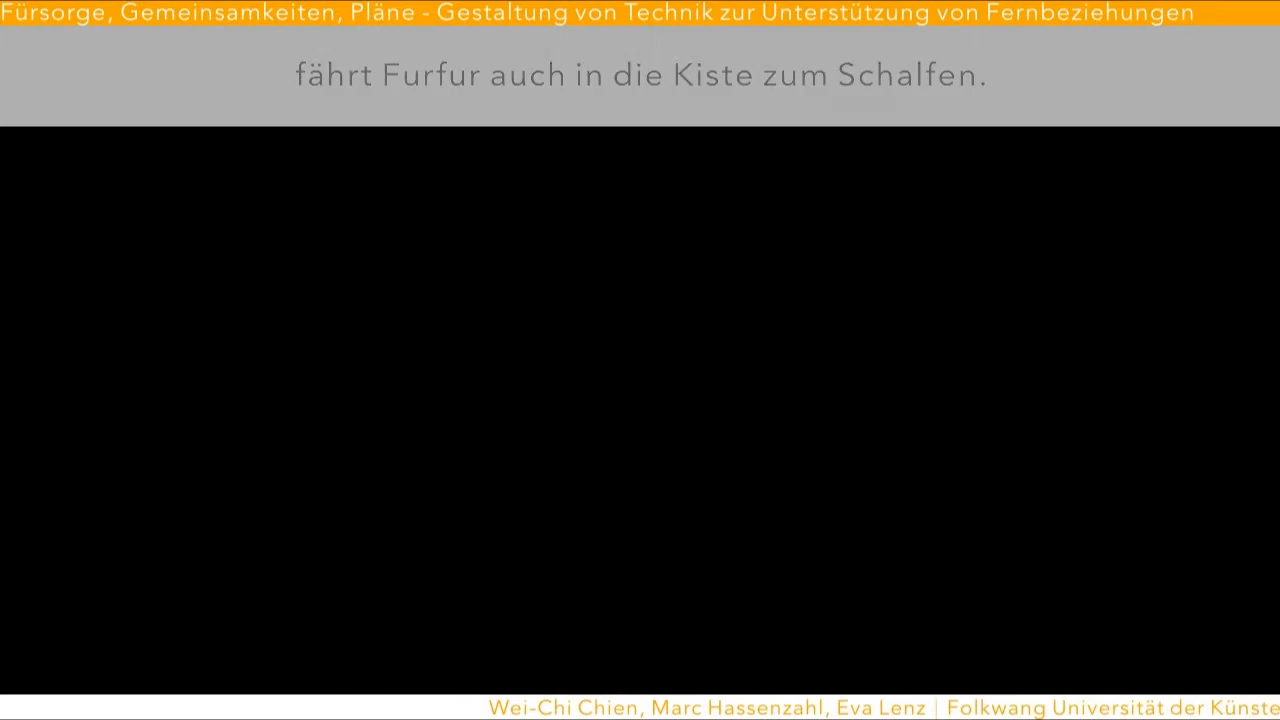 Fürsorge, Gemeinsamkeiten, Pläne - Gestaltung von Technik zur Unterstützung von Fernbeziehungen
fährt Furfur auch in die Kiste zum Schalfen.
Wei-Chi Chien, Marc Hassenzahl, Eva Lenz | Folkwang Universität der Künste